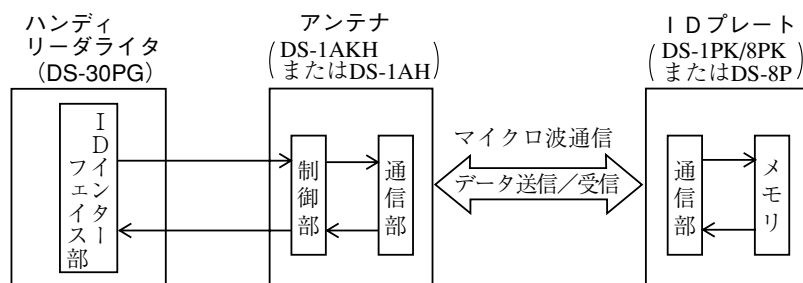 ハンディ
リーダライタ
(DS-30PG)
アンテナ
(DS-1AKH
またはDS-1AH)
IDプレート
(DS-1PK/8PK
またはDS-8P)
IDインター
フェイス部
制御部
通信部
マイクロ波通信
データ送信/受信
通信部
メモリ